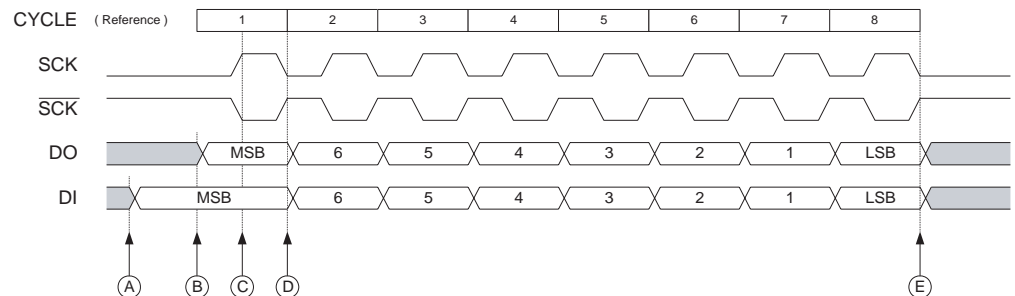 CYCLE ( Reference ) 1 2 3 4 5 6 7 8
SCK
SCK
DO MSB 6 5 4 3 2 1 LSB
DI MSB 6 5 4 3 2 1 LSB
A B C D E